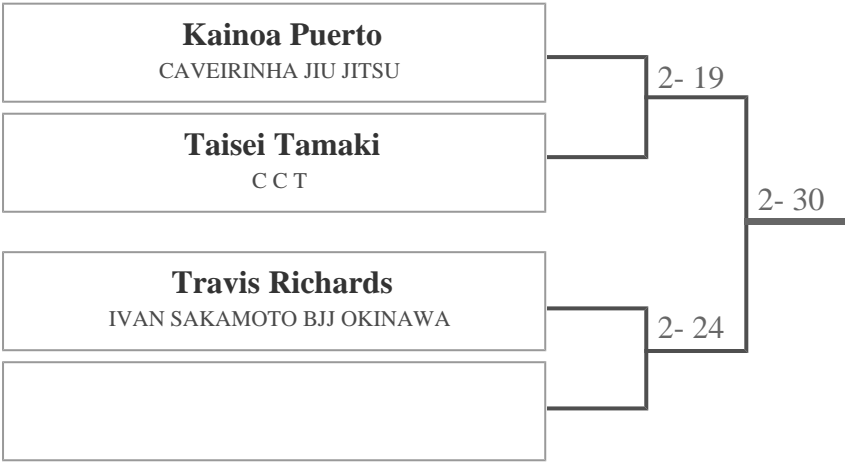 Kainoa Puerto
CAVEIRINHA JIU JITSU
2- 19
Taisei Tamaki
C C T
2- 30
Travis Richards
IVAN SAKAMOTO BJJ OKINAWA
2- 24